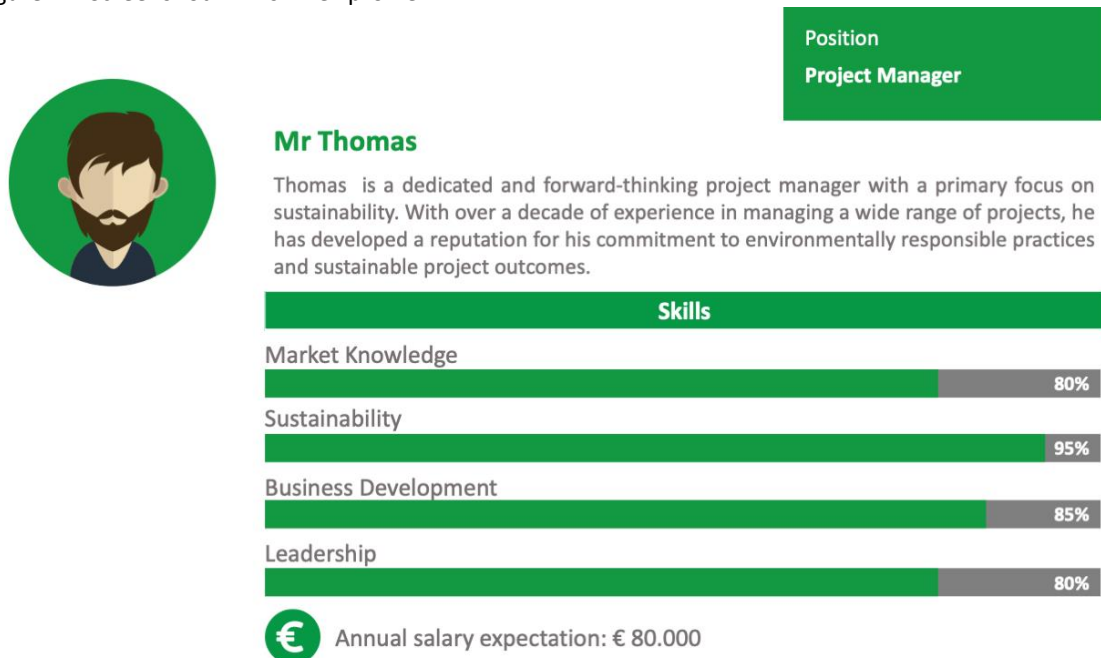 Position
Project Manager
Mr Thomas
Thomas is a dedicated and forward-thinking project manager with a primary focus on
sustainability. With over a decade of experience in managing a wide range of projects, he
has developed a reputation for his commitment to environmentally responsible practices
and sustainable project outcomes.
Skills
Market Knowledge
80%
Sustainability
95%
Business Development
85%
Leadership
80%
€ Annual salary expectation: € 80.000